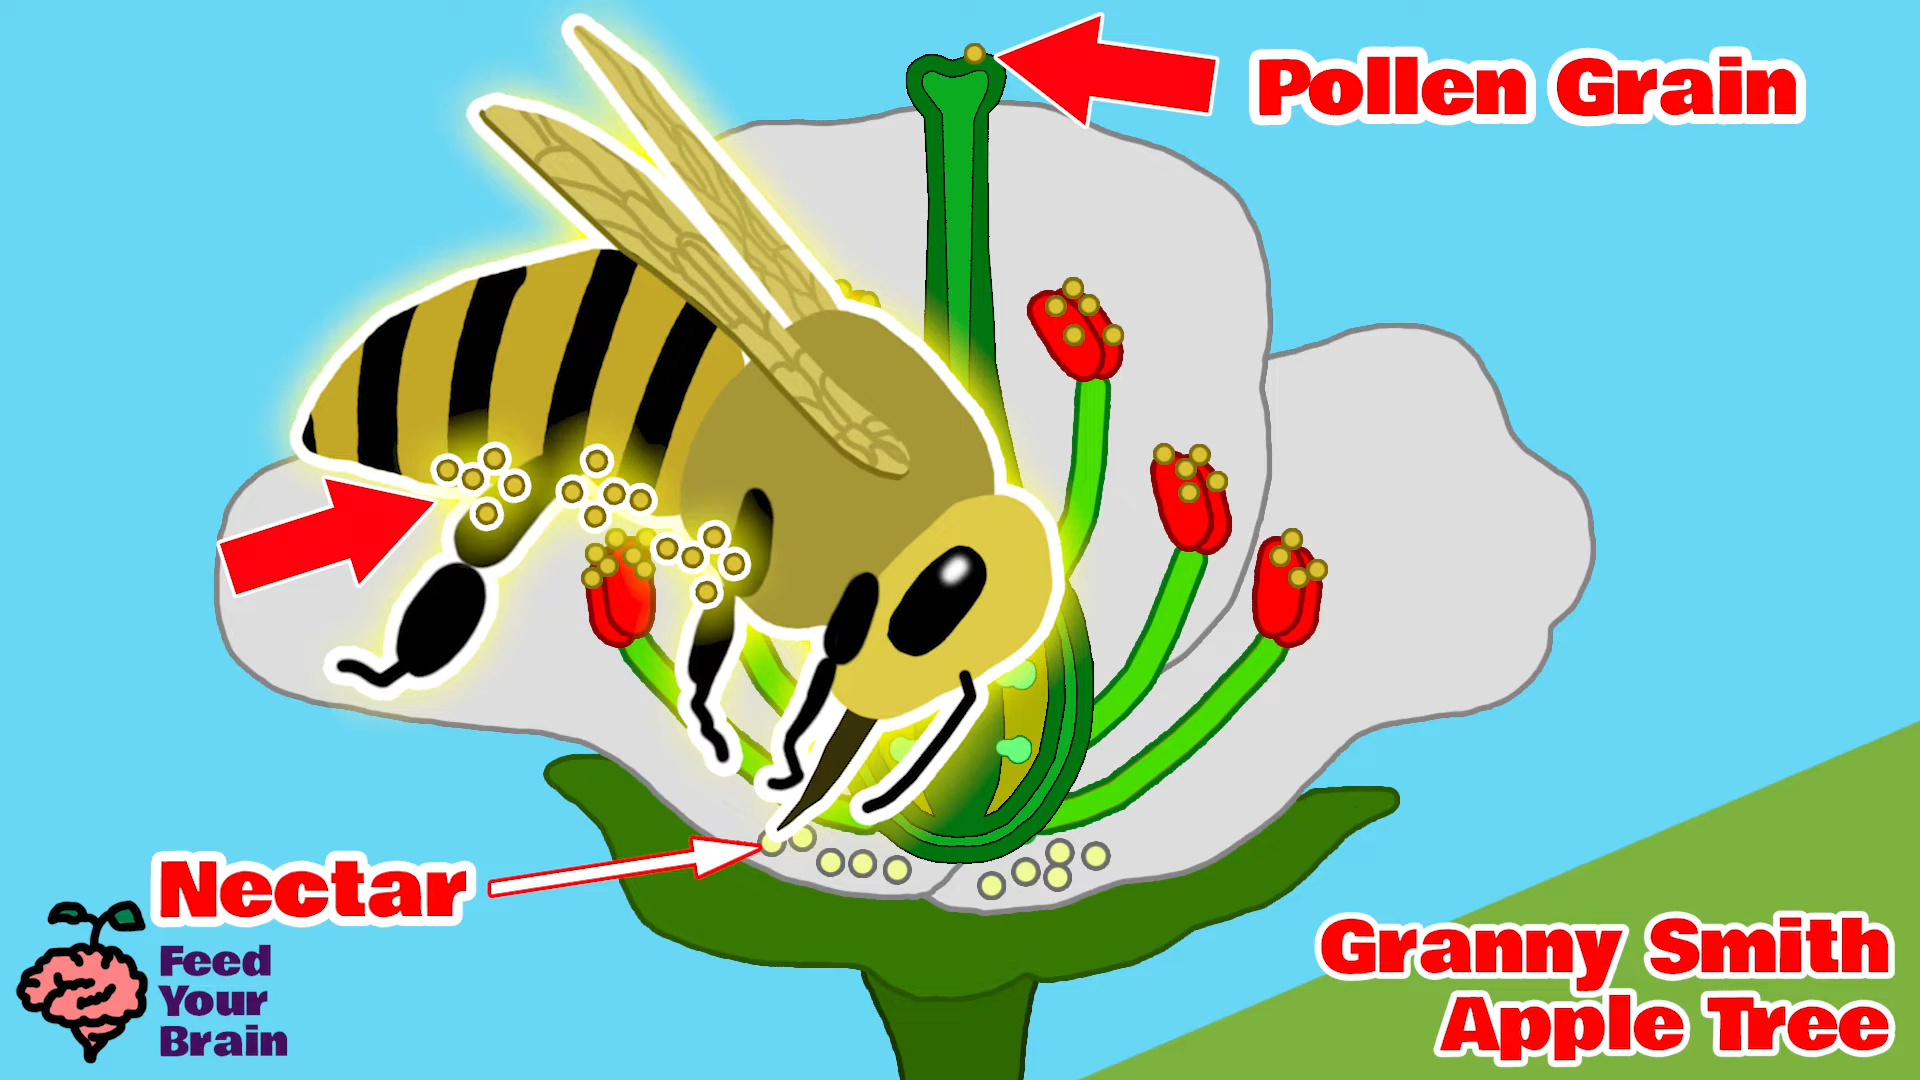 Pollen Grain
Nectar
Feed
Your
Brain
Granny Smith
Apple Tree